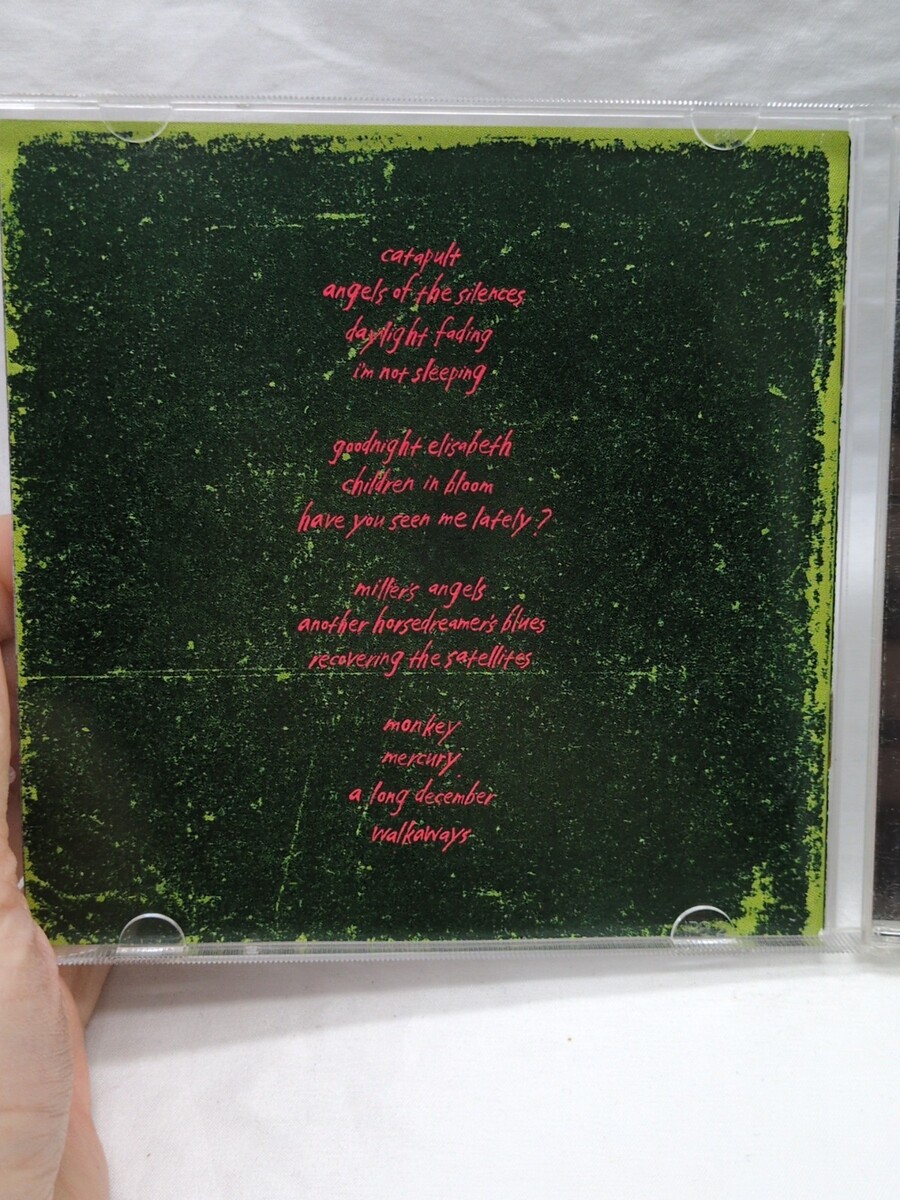 catapult
angels of the silences
daylight fading
i'm not sleeping
goodnight elisabeth
children in bloom
have you seen me lately?
miller's angels
another horsedreamer's blues
recovering the satellites
monkey
mercury
a long december
walkaways